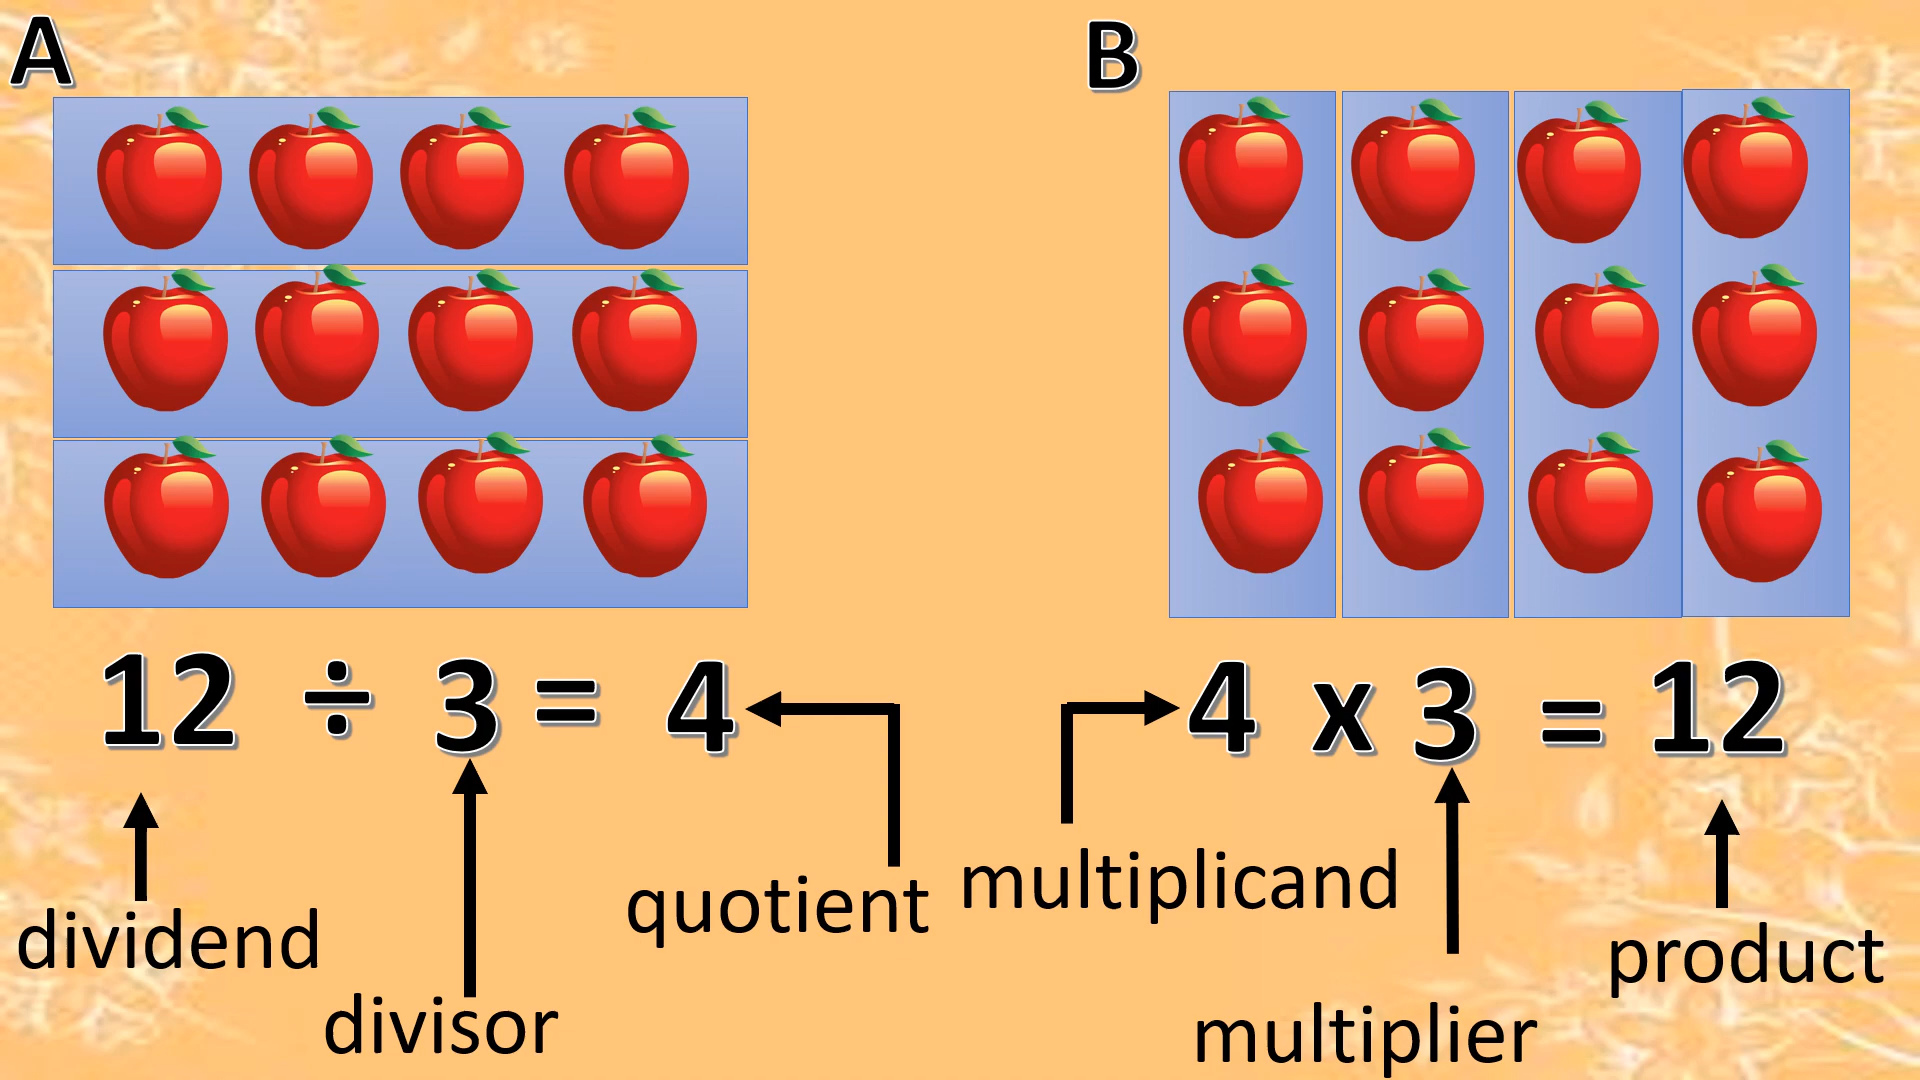 A
B
12 ÷ 3 = 4
4 x 3 = 12
dividend
divisor
quotient
multiplicand
multiplier
product